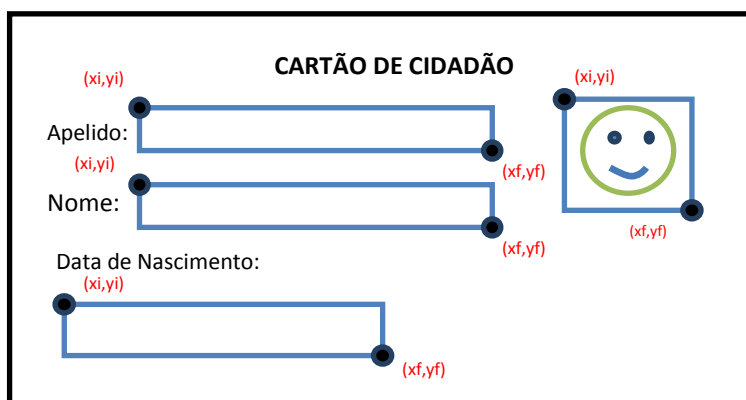 CARTÃO DE CIDADÃO
(xi,yi)
(xi,yi)
Apelido:
(xi,yi)
(xf,yf)
Nome:
(xf,yf)
(xf,yf)
Data de Nascimento:
(xi,yi)
(xf,yf)